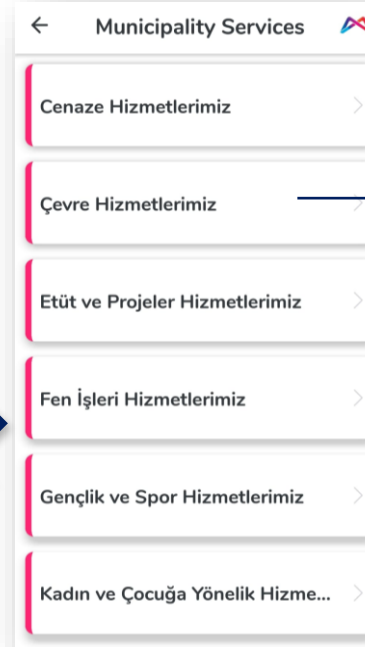 Municipality Services
Cenaze Hizmetlerimiz
Çevre Hizmetlerimiz
Etüt ve Projeler Hizmetlerimiz
Fen İşleri Hizmetlerimiz
Gençlik ve Spor Hizmetlerimiz
Kadın ve Çocuğa Yönelik Hizme...